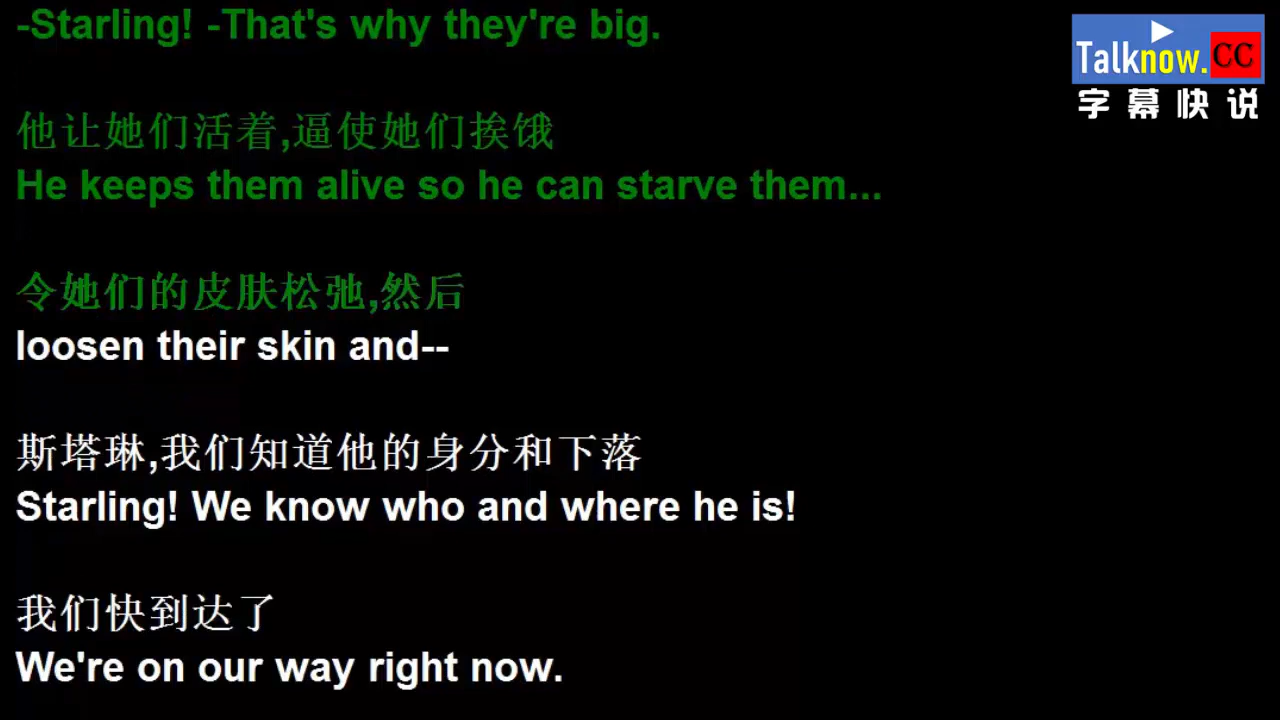 -Starling! -That's why they're big.
Talknow.CC
字幕快说
他让她们活着,逼使她们挨饿
He keeps them alive so he can starve them...
令她们的皮肤松弛,然后
loosen their skin and--
斯塔琳,我们知道他的身分和下落
Starling! We know who and where he is!
我们快到达了
We're on our way right now.